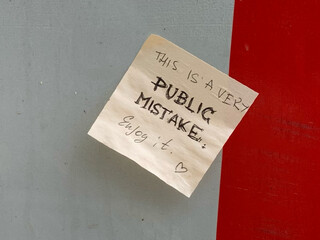 THIS IS A VERY
PUBLIC
MISTAKE.
Enjoy it.
♡